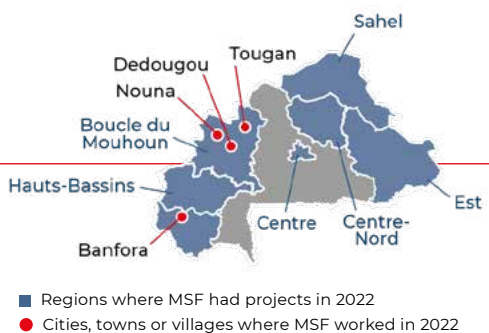 Sahel
Tougan
Dedougou
Nouna
Boucle du
Mouhoun
Hauts-Bassins
Est
Centre
Centre-
Nord
Banfora
Regions where MSF had projects in 2022
Cities, towns or villages where MSF worked in 2022